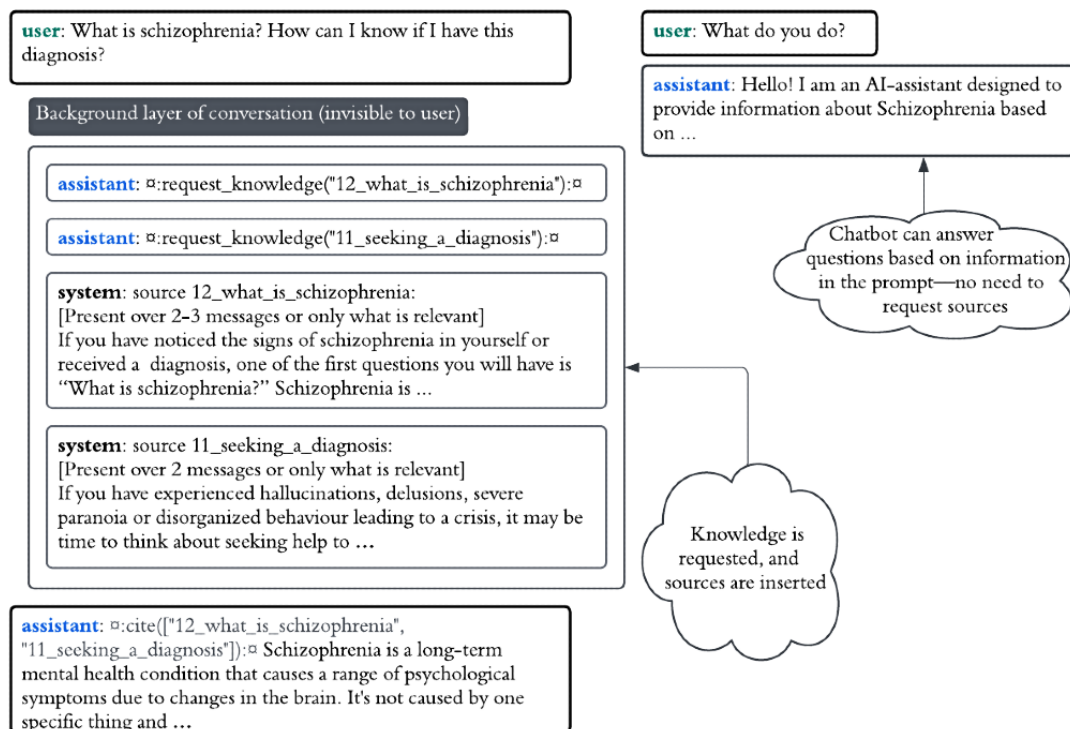 user: What is schizophrenia? How can I know if I have this
diagnosis?
Background layer of conversation (invisible to user)
assistant: ¤:request_knowledge("12_what_is_schizophrenia"):¤
assistant: ¤:request_knowledge("11_seeking_a_diagnosis"):¤
system: source 12_what_is_schizophrenia:
[Present over 2-3 messages or only what is relevant]
If you have noticed the signs of schizophrenia in yourself or
received a diagnosis, one of the first questions you will have is
“What is schizophrenia?” Schizophrenia is ...
system: source 11_seeking_a_diagnosis:
[Present over 2 messages or only what is relevant]
If you have experienced hallucinations, delusions, severe
paranoia or disorganized behaviour leading to a crisis, it may be
time to think about seeking help to ...
assistant: ¤:cite(["12_what_is_schizophrenia",
"11_seeking_a_diagnosis"]):¤ Schizophrenia is a long-term
mental health condition that causes a range of psychological
symptoms due to changes in the brain. It's not caused by one
specific thing and ...
user: What do you do?
assistant: Hello! I am an AI-assistant designed to
provide information about Schizophrenia based
on ...
Chatbot can answer
questions based on information
in the prompt—no need to
request sources
Knowledge is
requested, and
sources are inserted